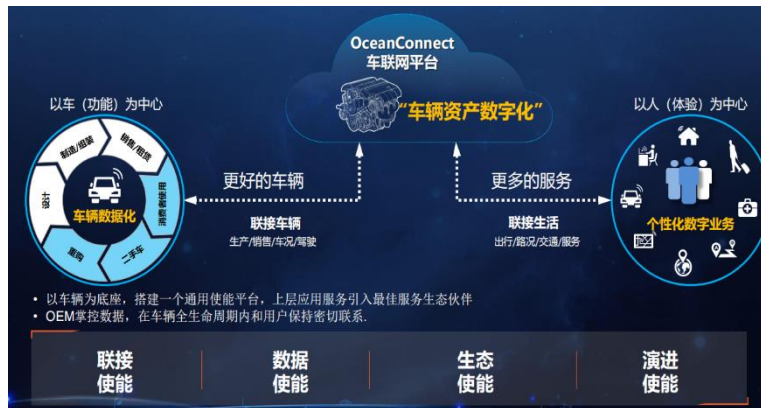 OceanConnect
车联网平台
“车辆资产数字化”
以车（功能）为中心
以人（体验）为中心
制造/组装
销售/租赁
设计
消费者使用
车辆数据化
重购
二手车
更好的车辆
联接车辆
生产/销售/车况/驾驶
更多的服务
联接生活
出行/路况/交通/服务
个性化数字业务
• 以车辆为底座，搭建一个通用使能平台，上层应用服务引入最佳服务生态伙伴
• OEM掌控数据，在车辆全生命周期内和用户保持密切联系.
联接
使能
数据
使能
生态
使能
演进
使能